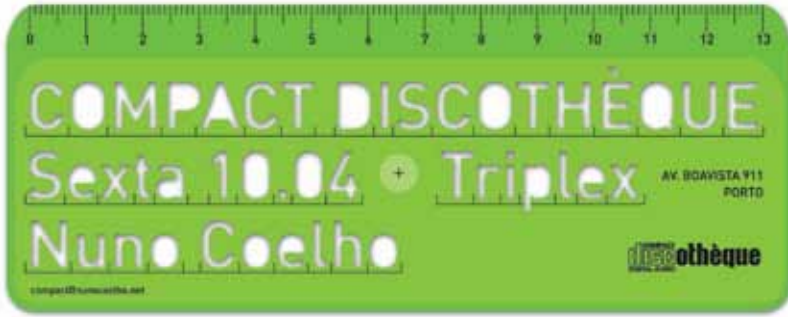 0 1 2 3 4 5 6 7 8 9 10 11 12 13
COMPACT DISCOTHÈQUE
Sexta 10.04 Triplex
AV. BOAVISTA 911
PORTO
Nuno Coelho
discothèque